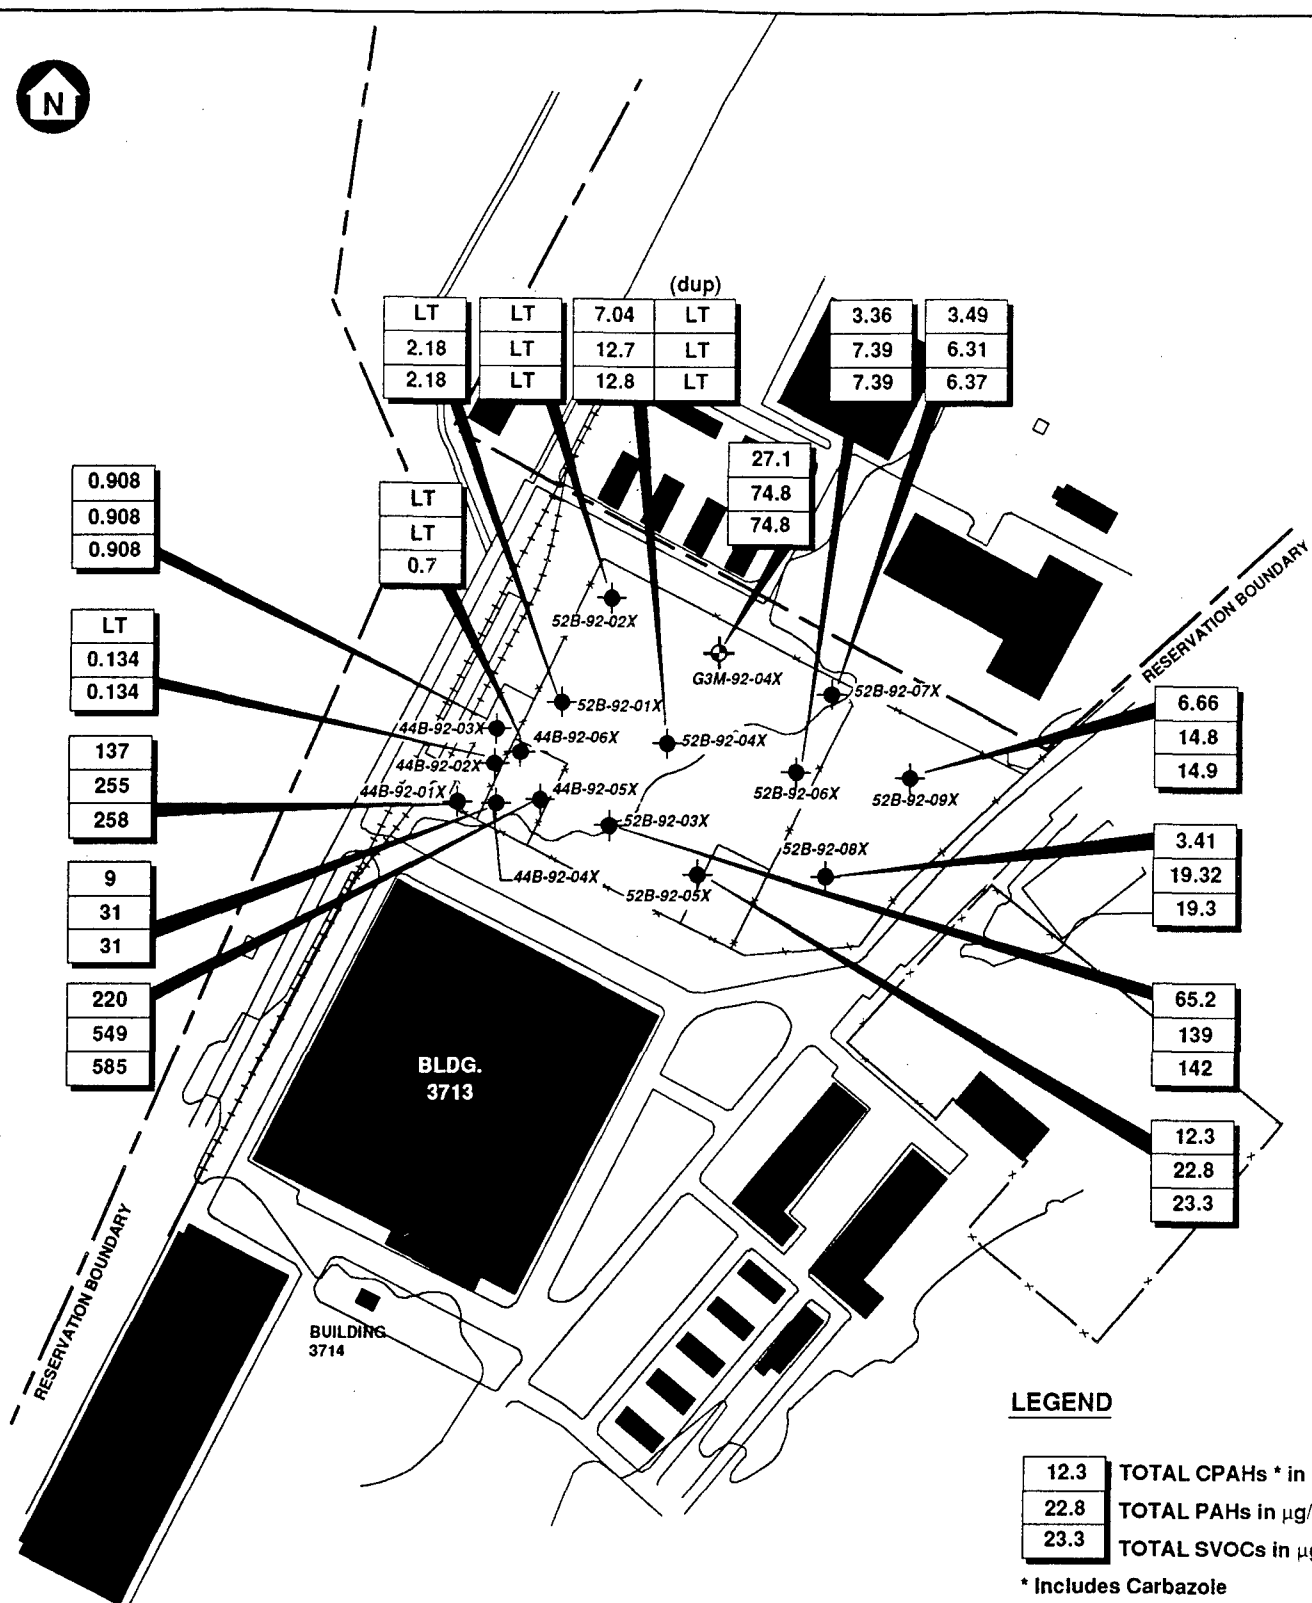 N
(dup)
LT
2.18
2.18
LT
LT
LT
7.04 LT
12.7 LT
12.8 LT
3.36
7.39
7.39
3.49
6.31
6.37
27.1
74.8
74.8
0.908
0.908
0.908
LT
LT
0.7
LT
0.134
0.134
137
255
258
9
31
31
220
549
585
6.66
14.8
14.9
3.41
19.32
19.3
65.2
139
142
12.3
22.8
23.3
52B-92-02X
G3M-92-04X
52B-92-07X
52B-92-01X
44B-92-03X
44B-92-06X
52B-92-04X
44B-92-02X
52B-92-06X
52B-92-09X
44B-92-01X
44B-92-05X
52B-92-03X
52B-92-08X
44B-92-04X
52B-92-05X
RESERVATION BOUNDARY
RESERVATION BOUNDARY
BLDG.
3713
BUILDING
3714
LEGEND
12.3 TOTAL CPAHs * in
22.8 TOTAL PAHs in µg/
23.3 TOTAL SVOCs in µg
* Includes Carbazole